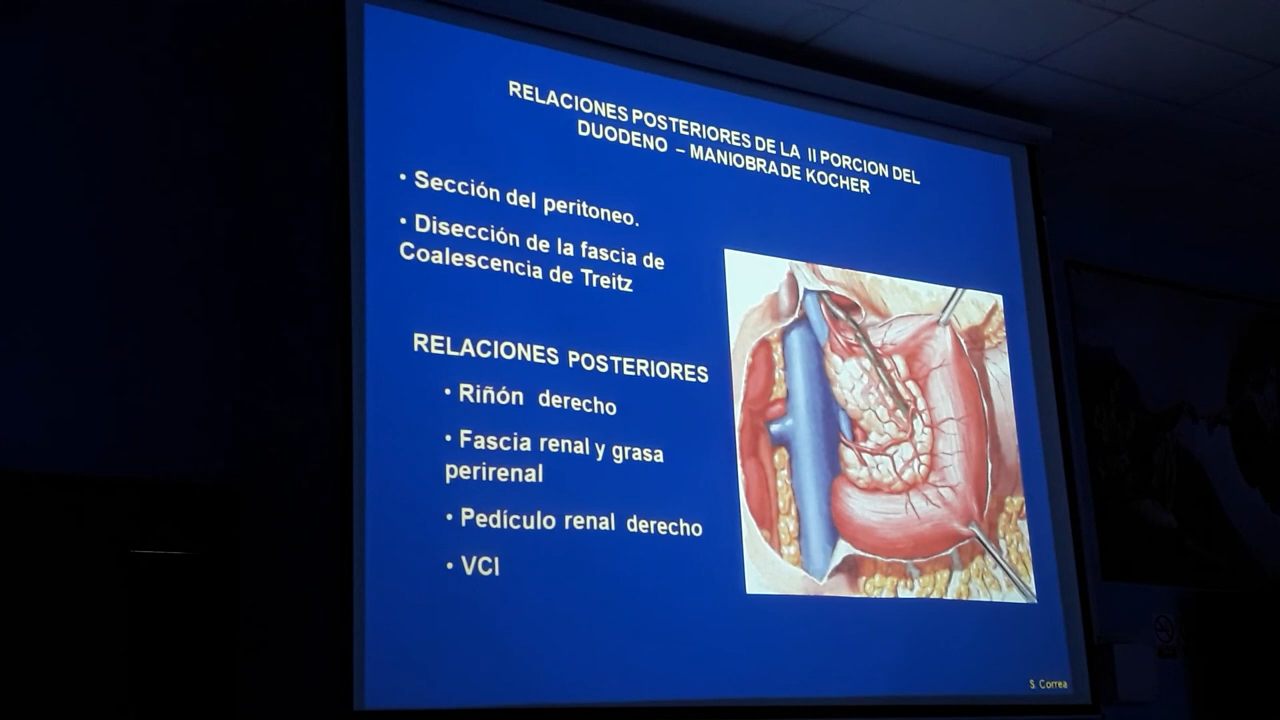 RELACIONES POSTERIORES DE LA II PORCION DEL
DUODENO – MANIOBRA DE KOCHER
• Sección del peritoneo.
• Disección de la fascia de
Coalescencia de Treitz
RELACIONES POSTERIORES
• Riñón derecho
• Fascia renal y grasa
perirenal
• Pedículo renal derecho
• VCI
S. Correa